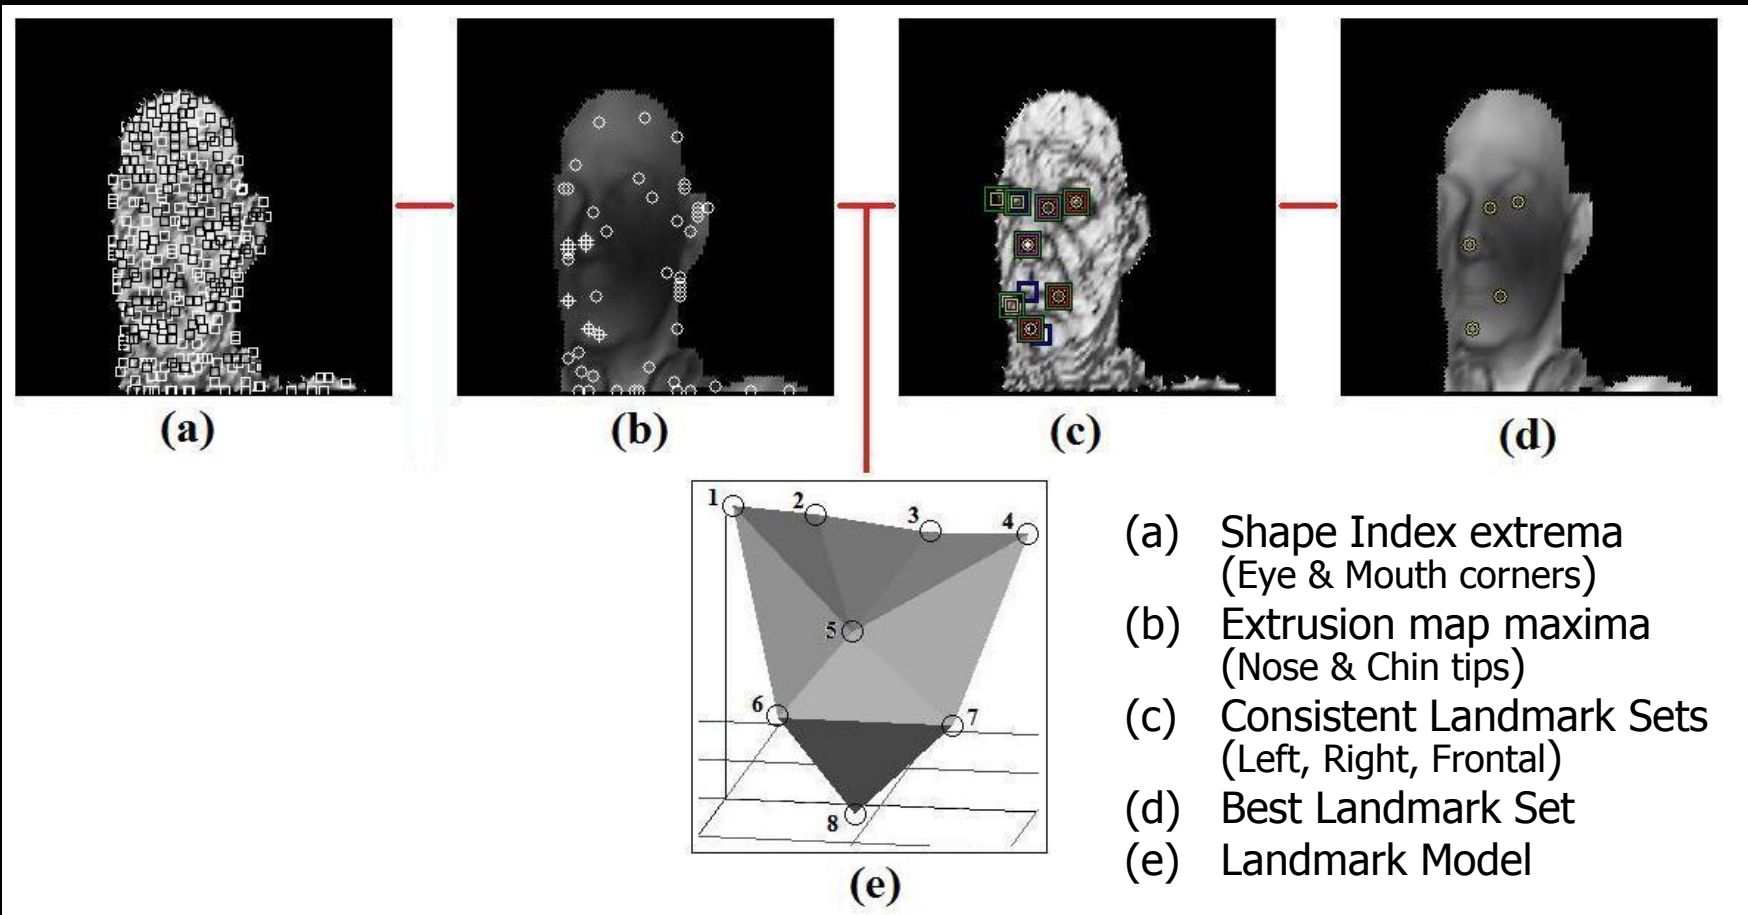 (a)
(b)
(c)
(d)
1
2
3
4
5
6
7
8
(e)
(a) Shape Index extrema
(Eye & Mouth corners)
(b) Extrusion map maxima
(Nose & Chin tips)
(c) Consistent Landmark Sets
(Left, Right, Frontal)
(d) Best Landmark Set
(e) Landmark Model